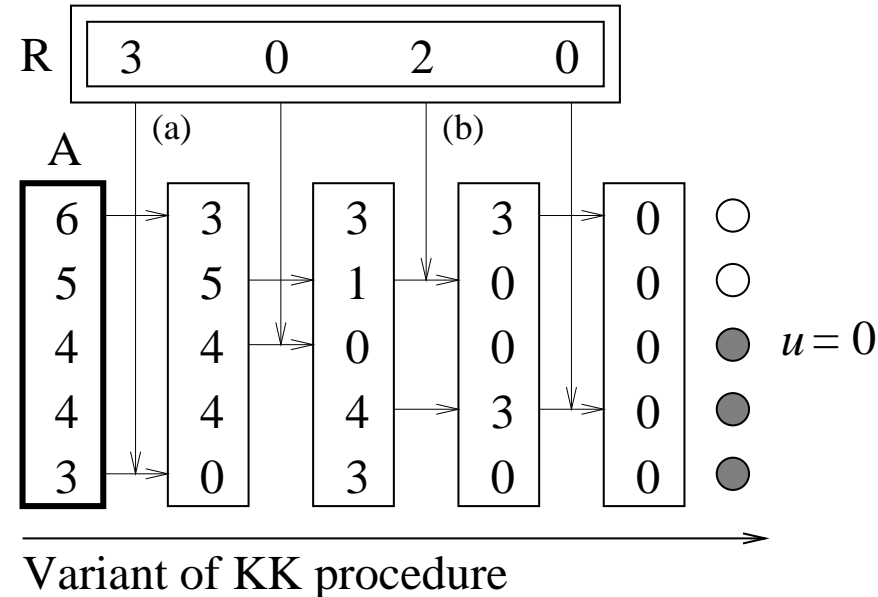 R 3 0 2 0
(a) (b)
A
6 3 3 3 0
5 5 1 0 0
4 4 0 0 0 u = 0
4 4 4 3 0
3 0 3 0 0
Variant of KK procedure